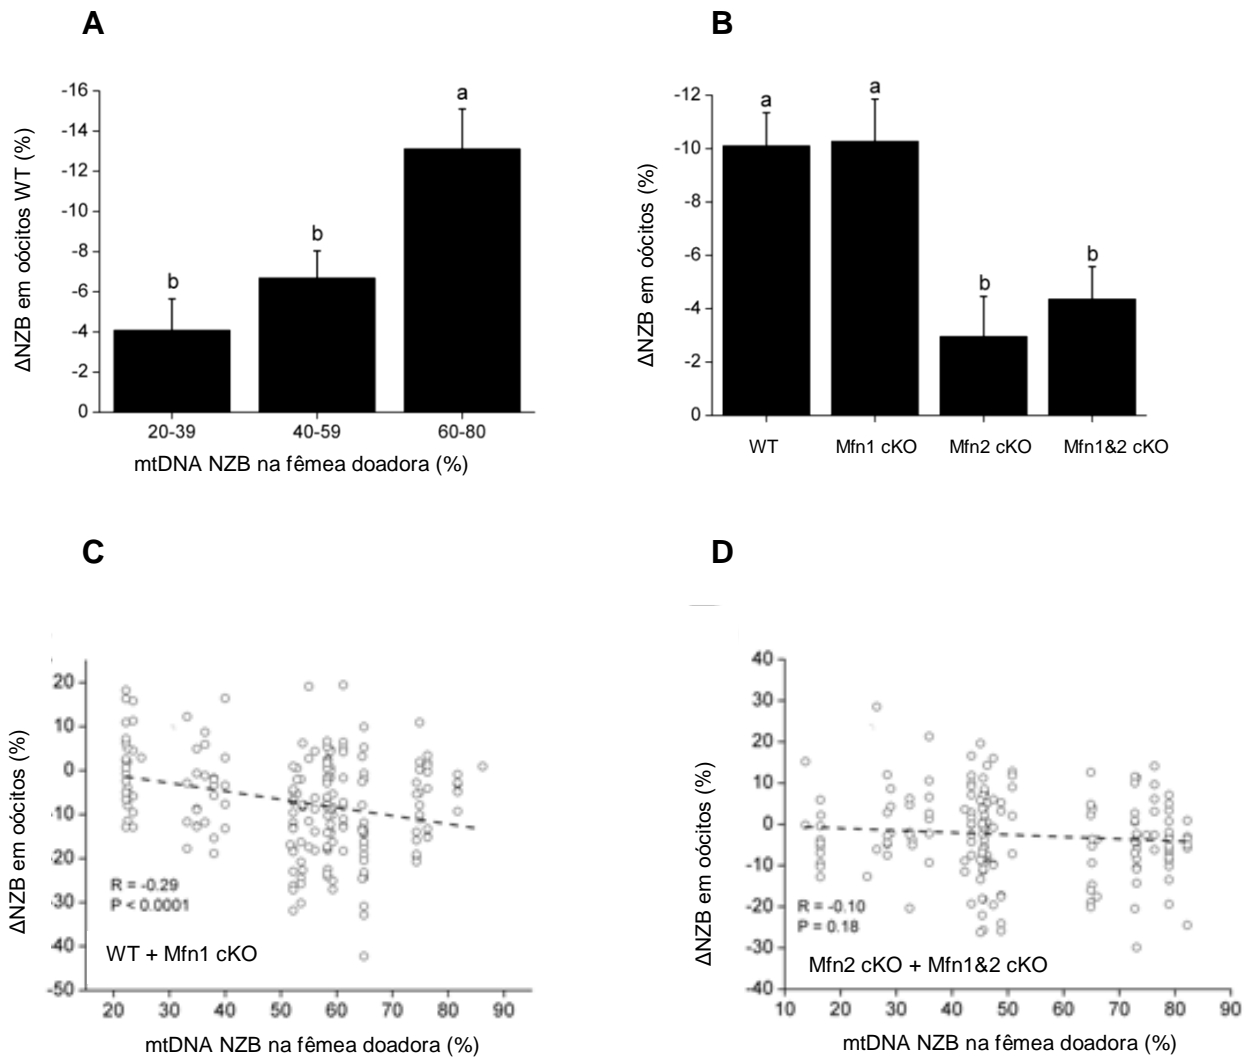 A
ΔNZB em oócitos WT (%)
-16
-14
-12
-10
-8
-6
-4
-2
0
b
b
a
20-39
40-59
60-80
mtDNA NZB na fêmea doadora (%)
B
ΔNZB em oócitos (%)
-12
-10
-8
-6
-4
-2
0
a
a
b
b
WT
Mfn1 cKO
Mfn2 cKO
Mfn1&2 cKO
C
ΔNZB em oócitos (%)
20
10
0
-10
-20
-30
-40
-50
R = -0.29
P < 0.0001
WT + Mfn1 cKO
20
30
40
50
60
70
80
90
mtDNA NZB na fêmea doadora (%)
D
ΔNZB em oócitos (%)
40
30
20
10
0
-10
-20
-30
-40
R = -0.10
P = 0.18
Mfn2 cKO + Mfn1&2 cKO
10
20
30
40
50
60
70
80
90
mtDNA NZB na fêmea doadora (%)